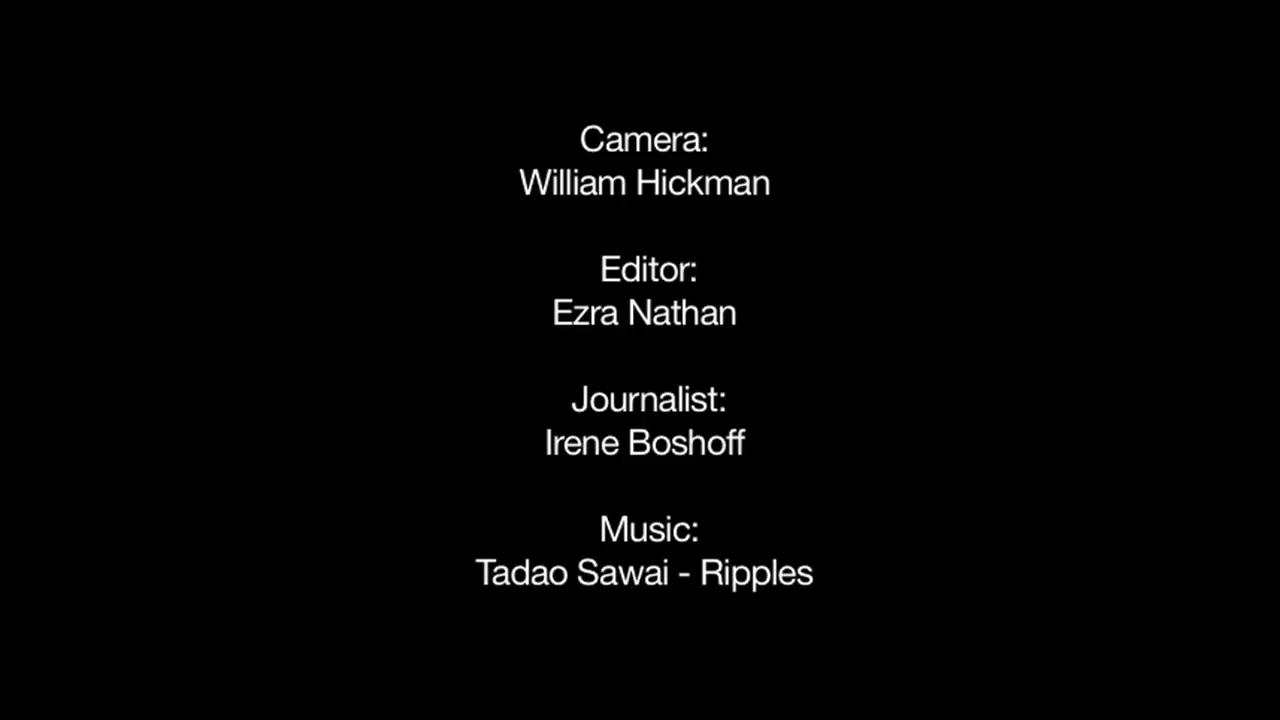 Camera:
William Hickman
Editor:
Ezra Nathan
Journalist:
Irene Boshoff
Music:
Tadao Sawai - Ripples